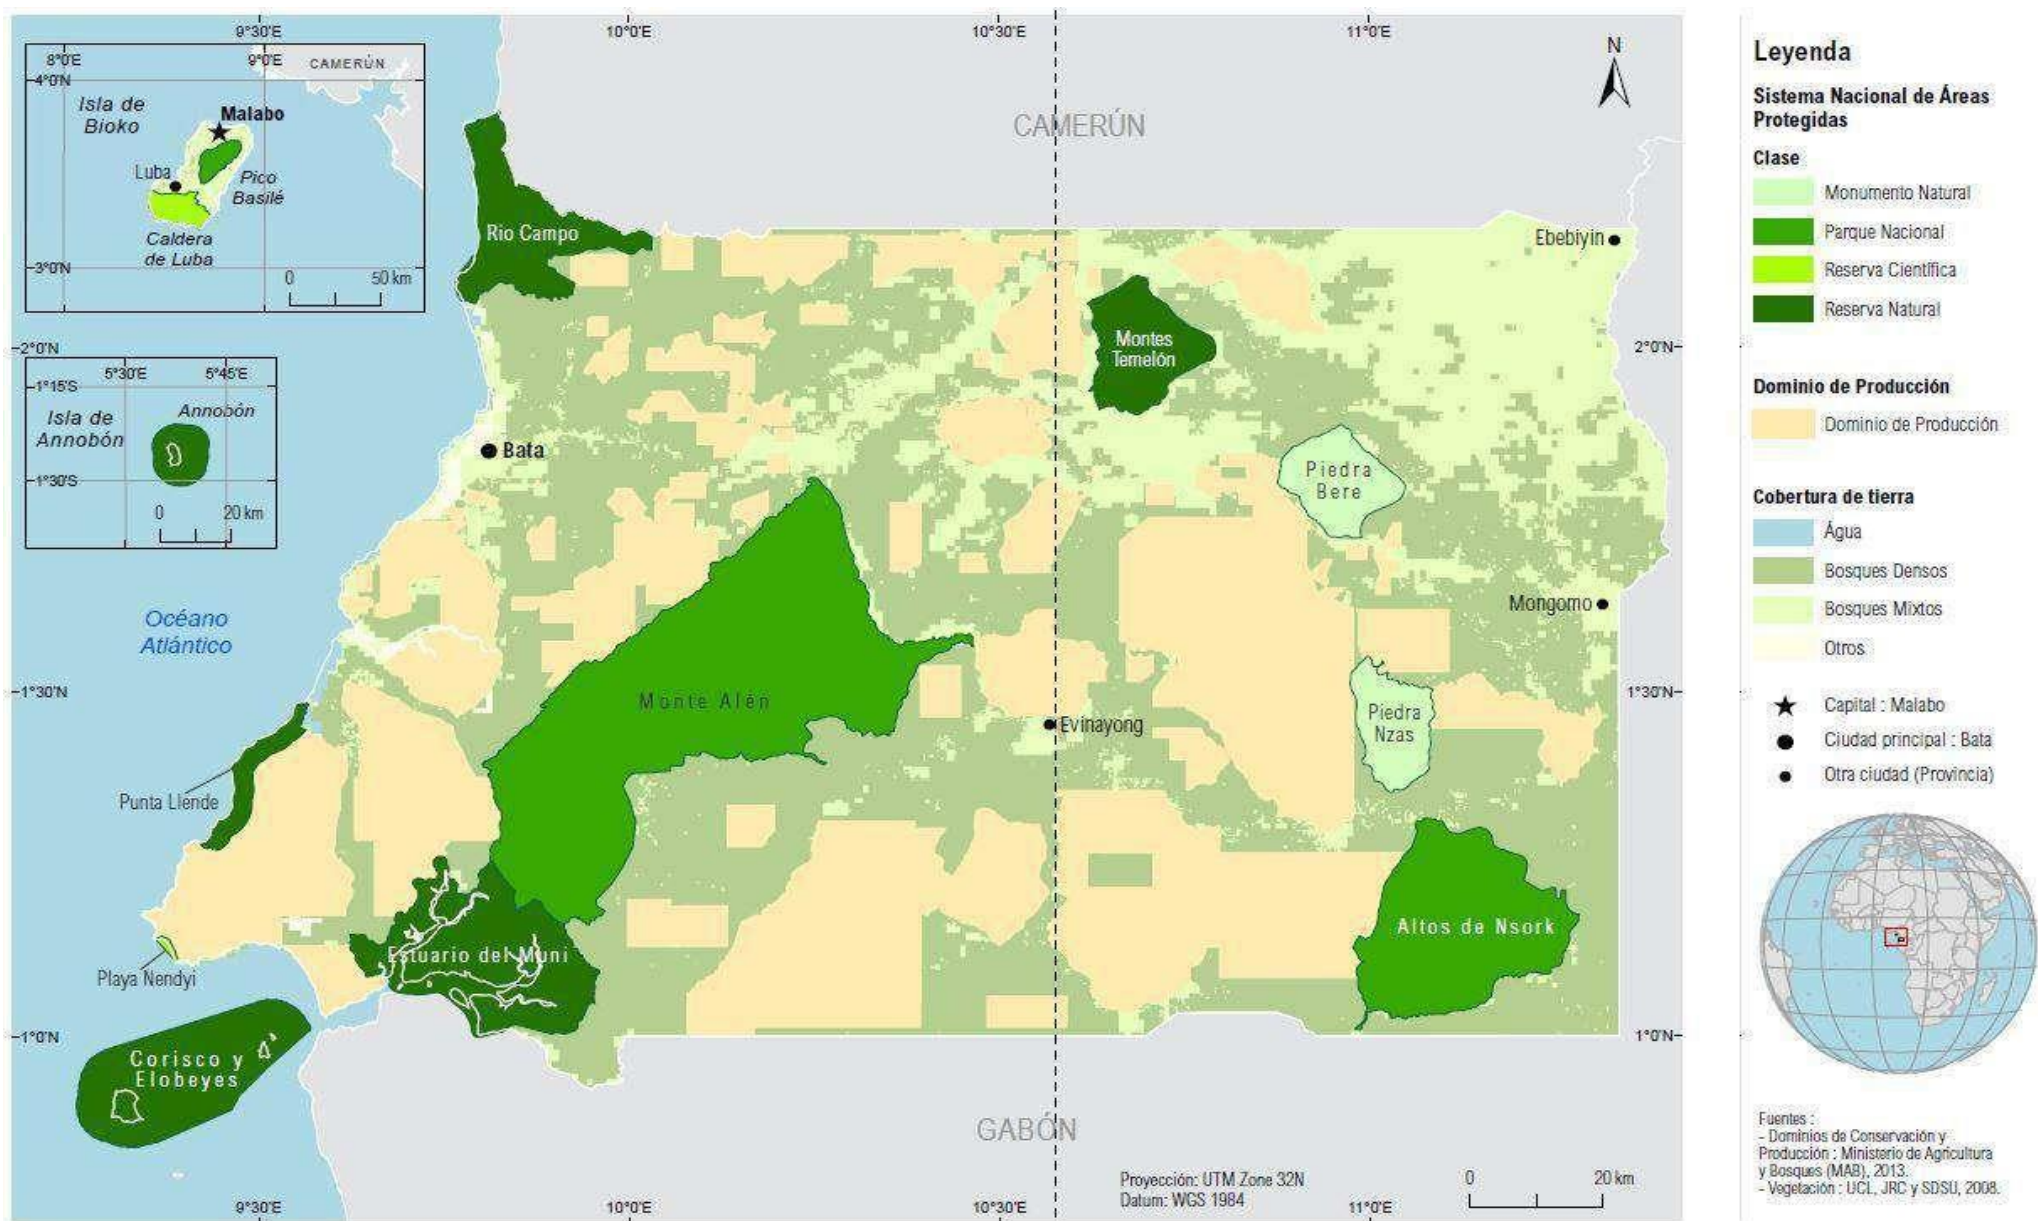 9°30'E
10°0'E
10°30'E
11°0'E
8°0'E
9°0'E
CAMERÚN
4°0'N
Isla de
Bioko
Malabo
Luba
Pico
Basilé
Caldera
de Luba
3°0'N
0
50 km
N
CAMERÚN
Rio Campo
Ebebiyin
2°0'N
2°0'N
Montes
Temelón
5°30'E
5°45'E
1°15'S
Isla de
Annobón
Annobón
1°30'S
0
20 km
Bata
Piedra
Bere
Océano
Atlántico
Mongomo
1°30'N
1°30'N
Monte Alén
Evinayong
Piedra
Nzas
Punta Llende
Altos de Nsork
Estuario del Muni
Playa Nendyi
1°0'N
1°0'N
Corisco y
Elobeyes
GABÓN
Proyección: UTM Zone 32N
Datum: WGS 1984
0
20 km
9°30'E
10°0'E
10°30'E
11°0'E
Leyenda
Sistema Nacional de Áreas
Protegidas
Clase
Monumento Natural
Parque Nacional
Reserva Científica
Reserva Natural
Dominio de Producción
Dominio de Producción
Cobertura de tierra
Água
Bosques Densos
Bosques Mixtos
Otros
Capital : Malabo
Ciudad principal : Bata
Otra ciudad (Provincia)
Fuentes :
- Dominios de Conservación y
Producción : Ministerio de Agricultura
y Bosques (MAB), 2013.
- Vegetación : UCL, JRC y SDSU, 2008.